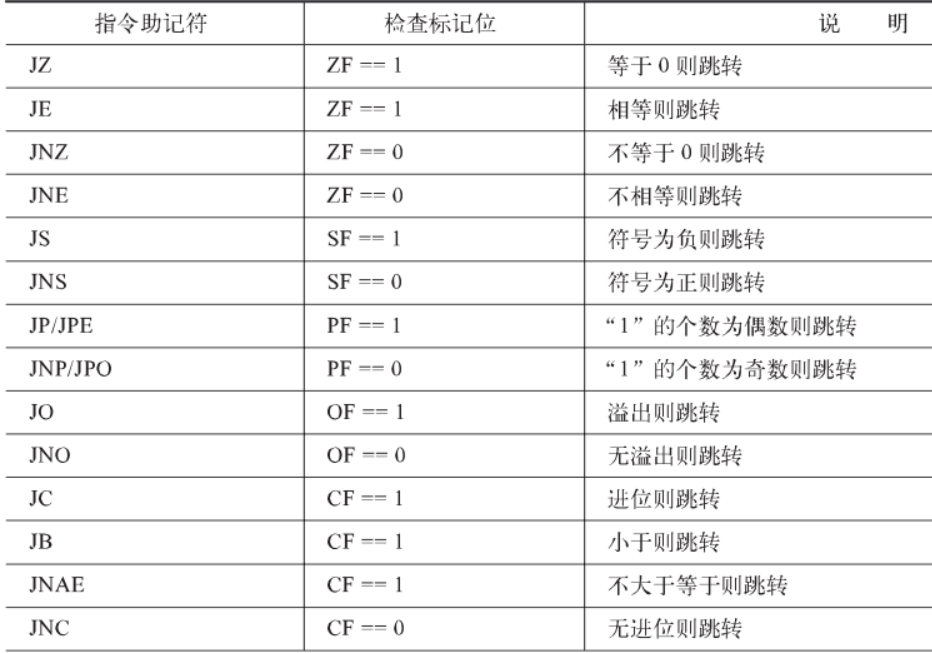 指令助记符 检查标记位 说 明
JZ ZF == 1 等于 0 则跳转
JE ZF == 1 相等则跳转
JNZ ZF == 0 不等于 0 则跳转
JNE ZF == 0 不相等则跳转
JS SF == 1 符号为负则跳转
JNS SF == 0 符号为正则跳转
JP/JPE PF == 1 “1”的个数为偶数则跳转
JNP/JPO PF == 0 “1”的个数为奇数则跳转
JO OF == 1 溢出则跳转
JNO OF == 0 无溢出则跳转
JC CF == 1 进位则跳转
JB CF == 1 小于则跳转
JNAE CF == 1 不大于等于则跳转
JNC CF == 0 无进位则跳转